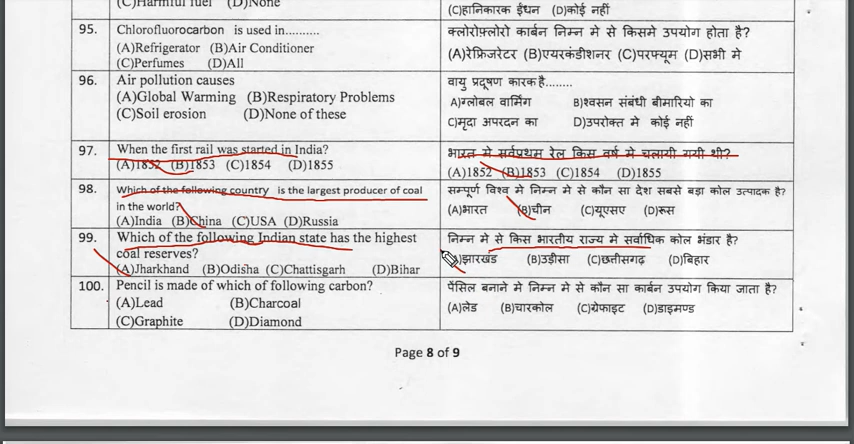 (C)Harmful fuel (D)None
(C)हानिकारक ईंधन (D)कोई नहीं
95. Chlorofluorocarbon is used in..........
(A)Refrigerator (B)Air Conditioner
(C)Perfumes (D)All
क्लोरोफ़्लोरो कार्बन निम्न मे से किसमे उपयोग होता है?
(A)रेफ्रिजरेटर (B)एयरकंडीशनर (C)परफ्यूम (D)सभी मे
96. Air pollution causes
(A)Global Warming (B)Respiratory Problems
(C)Soil erosion (D)None of these
वायु प्रदूषण कारक है........
A)ग्लोबल वार्मिंग B)श्वसन संबंधी बीमारियो का
C)मृदा अपरदन का D)उपरोक्त मे कोई नहीं
97. When the first rail was started in India?
(A)1852 (B)1853 (C)1854 (D)1855
भारत मे सर्वप्रथम रेल किस वर्ष मे चलायी गयी थी?
(A)1852 (B)1853 (C)1854 (D)1855
98. Which of the following country is the largest producer of coal
in the world?
(A)India (B)China (C)USA (D)Russia
सम्पूर्ण विश्व मे निम्न मे से कौन सा देश सबसे बड़ा कोल उत्पादक है?
(A)भारत (B)चीन (C)यूएसए (D)रूस
99. Which of the following Indian state has the highest
coal reserves?
(A)Jharkhand (B)Odisha (C)Chattisgarh (D)Bihar
निम्न मे से किस भारतीय राज्य मे सर्वाधिक कोल भंडार है?
(A)झारखंड (B)उड़ीसा (C)छत्तीसगढ़ (D)बिहार
100. Pencil is made of which of following carbon?
(A)Lead (B)Charcoal
(C)Graphite (D)Diamond
पेंसिल बनाने मे निम्न मे से कौन सा कार्बन उपयोग किया जाता है?
(A)लेड (B)चारकोल (C)ग्रेफाइट (D)डाइमण्ड
Page 8 of 9